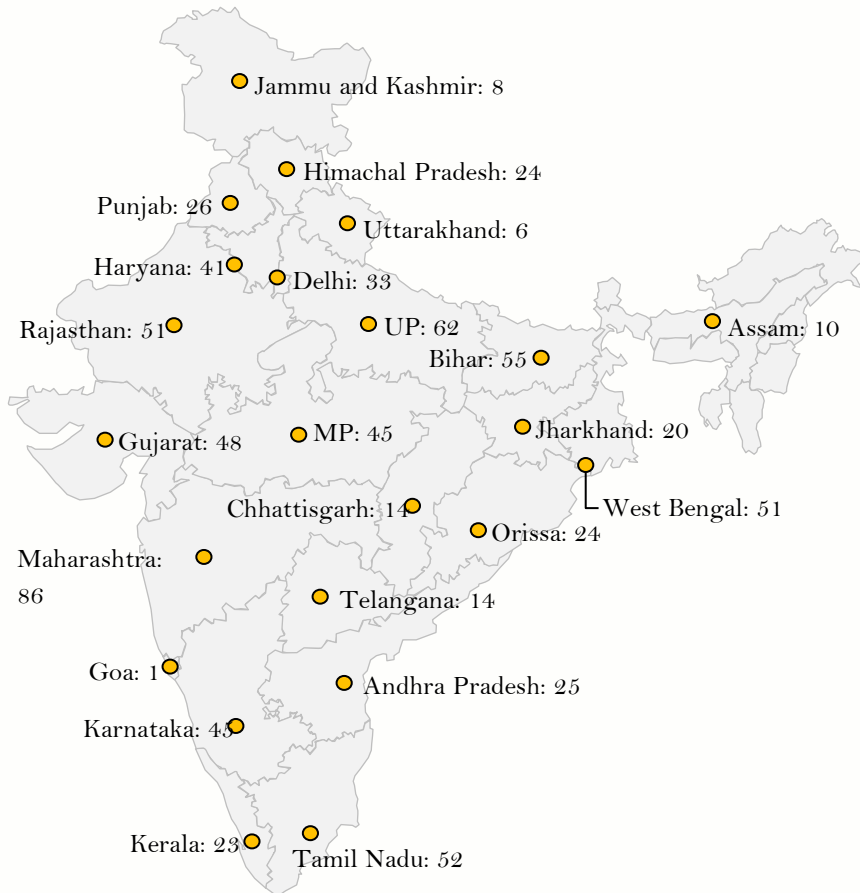 Jammu and Kashmir: 8
Himachal Pradesh: 24
Punjab: 26
Uttarakhand: 6
Haryana: 41
Delhi: 33
Rajasthan: 51
UP: 62
Assam: 10
Bihar: 55
Gujarat: 48
MP: 45
Jharkhand: 20
Chhattisgarh: 14
West Bengal: 51
Orissa: 24
Maharashtra:
86
Telangana: 14
Goa: 1
Andhra Pradesh: 25
Karnataka: 45
Kerala: 23
Tamil Nadu: 52